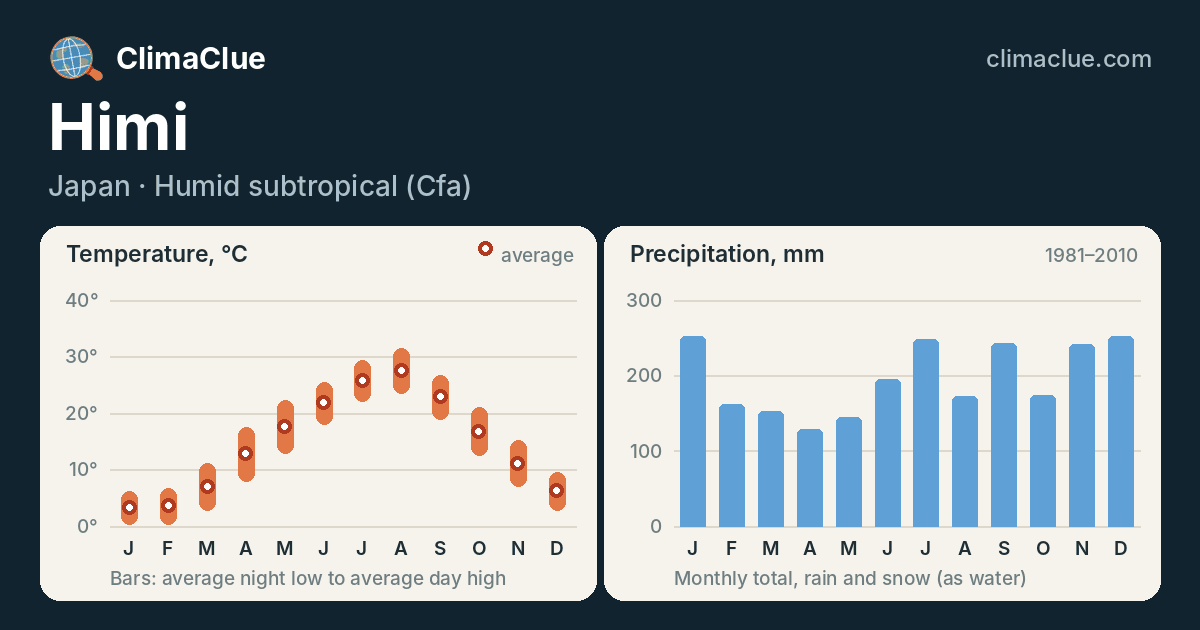 ClimaClue
climaclue.com
Himi
Japan · Humid subtropical (Cfa)
Temperature, °C
average
40°
30°
20°
10°
0°
J F M A M J J A S O N D
Bars: average night low to average day high
Precipitation, mm
1981–2010
300
200
100
0
J F M A M J J A S O N D
Monthly total, rain and snow (as water)